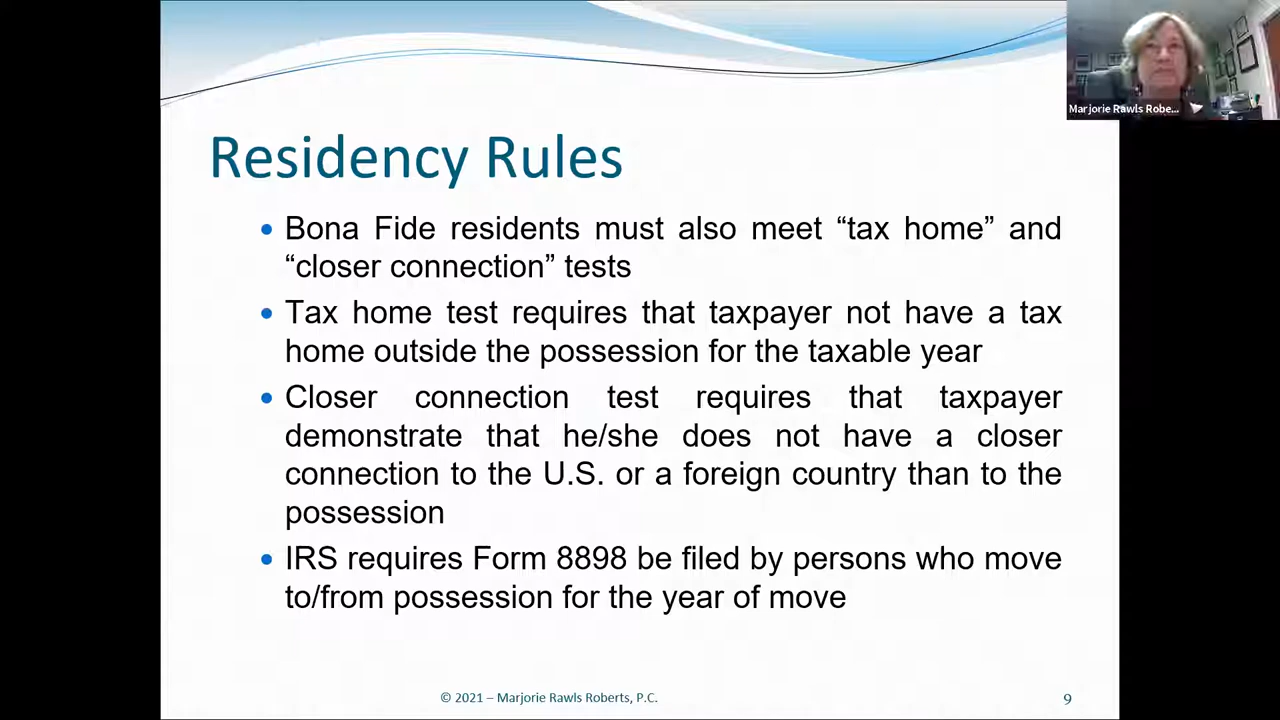 Marjorie Rawls Robe...
Residency Rules
• Bona Fide residents must also meet “tax home” and
“closer connection” tests
• Tax home test requires that taxpayer not have a tax
home outside the possession for the taxable year
• Closer connection test requires that taxpayer
demonstrate that he/she does not have a closer
connection to the U.S. or a foreign country than to the
possession
• IRS requires Form 8898 be filed by persons who move
to/from possession for the year of move
© 2021 – Marjorie Rawls Roberts, P.C.
9